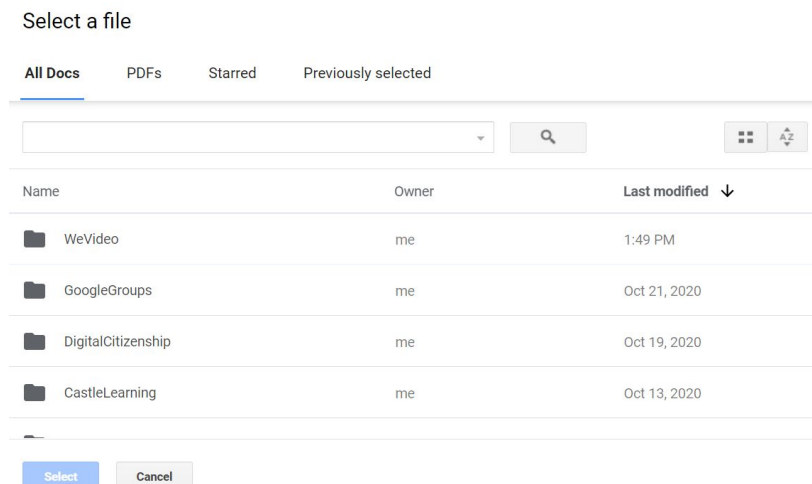 Select a file
All Docs PDFs Starred Previously selected
AZ
Name Owner Last modified
WeVideo me 1:49 PM
GoogleGroups me Oct 21, 2020
DigitalCitizenship me Oct 19, 2020
CastleLearning me Oct 13, 2020
Select Cancel